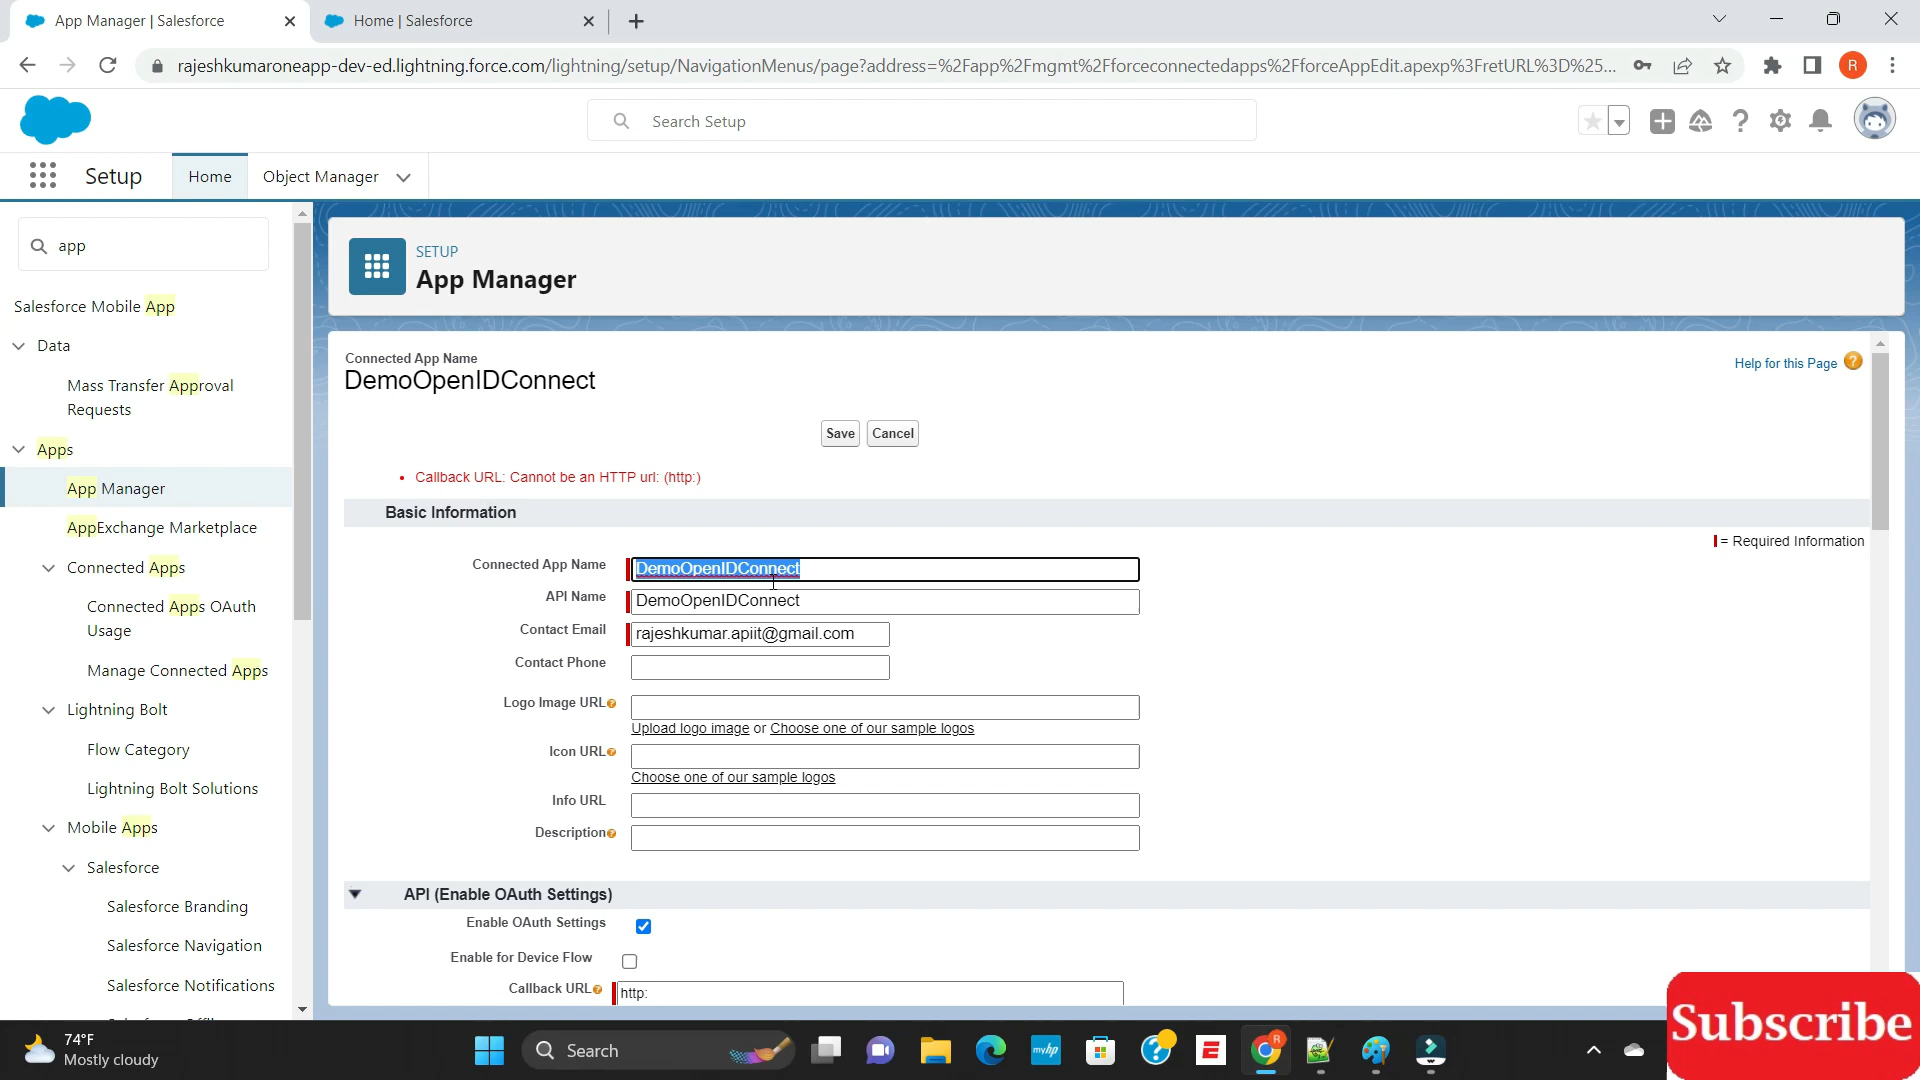 App Manager | Salesforce
Home | Salesforce
rajeshkumaroneapp-dev-ed.lightning.force.com/lightning/setup/NavigationMenus/page?address=%2Fapp%2Fmgmt%2Fforceconnectedapps%2FforceAppEdit.apexp%3FretURL%3D%25...
R
Search Setup
Setup
Home
Object Manager
app
Salesforce Mobile App
Data
Mass Transfer Approval
Requests
Apps
App Manager
AppExchange Marketplace
Connected Apps
Connected Apps OAuth
Usage
Manage Connected Apps
Lightning Bolt
Flow Category
Lightning Bolt Solutions
Mobile Apps
Salesforce
Salesforce Branding
Salesforce Navigation
Salesforce Notifications
SETUP
App Manager
Connected App Name
DemoOpenIDConnect
Help for this Page
Save
Cancel
• Callback URL: Cannot be an HTTP url: (http:)
Basic Information
= Required Information
Connected App Name
DemoOpenIDConnect
API Name
DemoOpenIDConnect
Contact Email
rajeshkumar.apiit@gmail.com
Contact Phone
Logo Image URL
Upload logo image or Choose one of our sample logos
Icon URL
Choose one of our sample logos
Info URL
Description
API (Enable OAuth Settings)
Enable OAuth Settings
Enable for Device Flow
Callback URL
http:
Subscribe
74°F
Mostly cloudy
Search
myhp
R